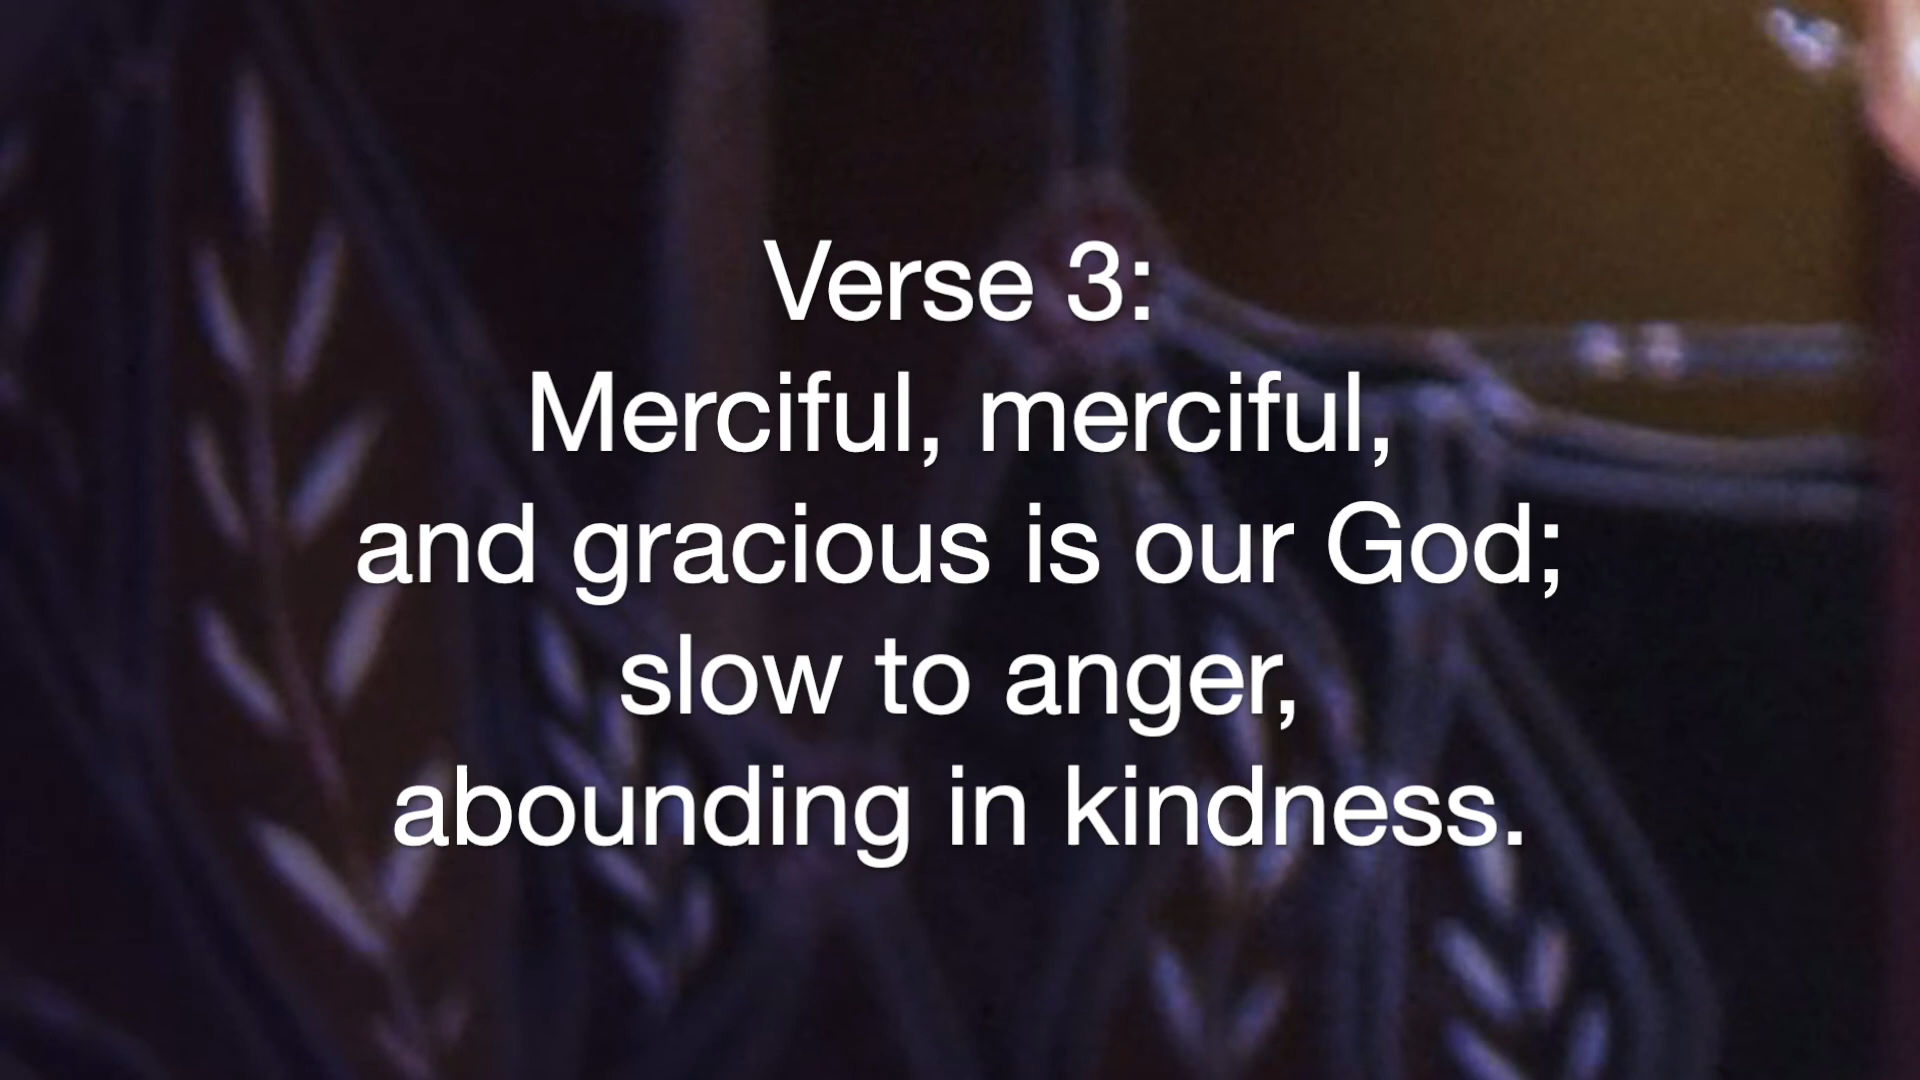 Verse 3:
Merciful, merciful,
and gracious is our God;
slow to anger,
abounding in kindness.